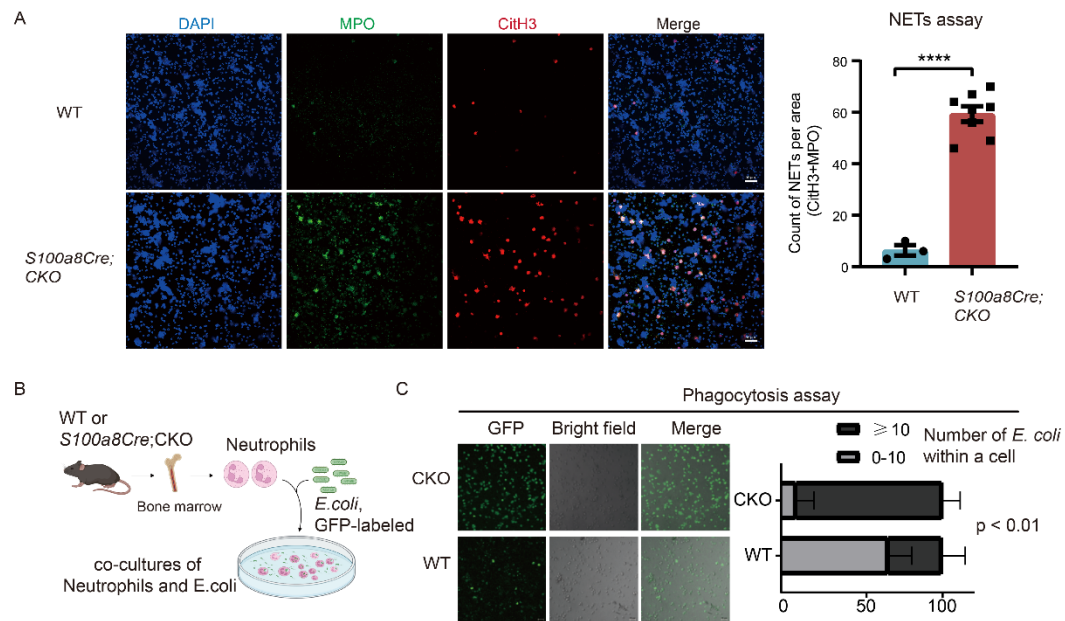 A
DAPI
MPO
CitH3
Merge
WT
S100a8Cre;
CKO
NETs assay
****
Count of NETs per area
(CitH3+MPO)
80
60
40
20
0
WT
S100a8Cre;
CKO
B
WT or
S100a8Cre;CKO
Neutrophils
Bone marrow
E.coli,
GFP-labeled
co-cultures of
Neutrophils and E.coli
C
Phagocytosis assay
GFP
Bright field
Merge
CKO
WT
≥ 10
0-10
Number of E. coli
within a cell
CKO
WT
p < 0.01
0
50
100